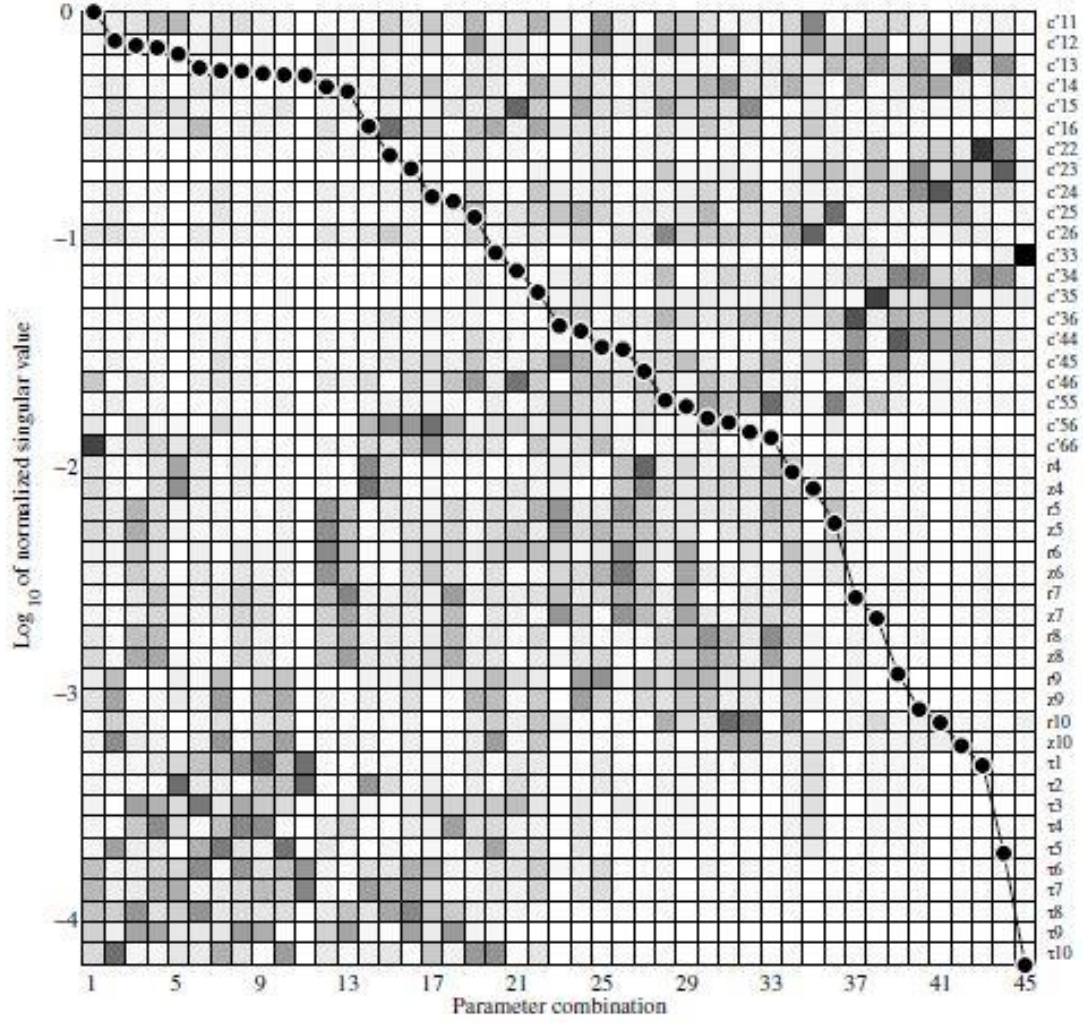 0
−1
−2
−3
−4
Log 10 of normalized singular value
1 5 9 13 17 21 25 29 33 37 41 45
Parameter combination
c'11
c'12
c'13
c'14
c'15
c'16
c'22
c'23
c'24
c'25
c'26
c'33
c'34
c'35
c'36
c'44
c'45
c'46
c'55
c'56
c'66
r4
z4
r5
z5
r6
z6
r7
z7
r8
z8
r9
z9
r10
z10
τ1
τ2
τ3
τ4
τ5
τ6
τ7
τ8
τ9
τ10